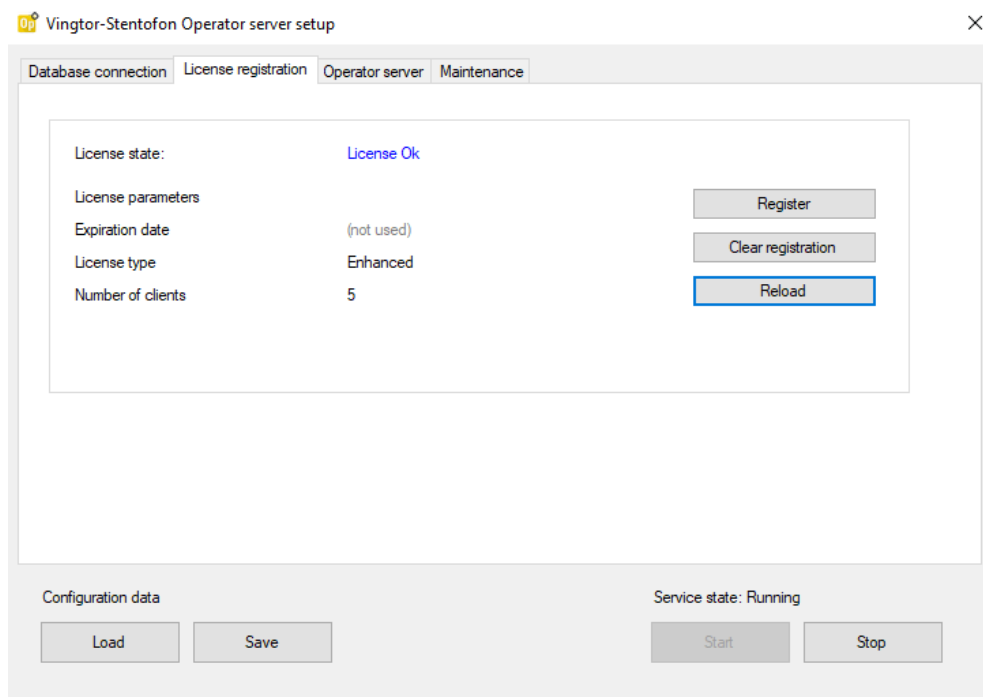 Op
Vingtor-Stentofon Operator server setup
Database connection License registration Operator server Maintenance
License state: License Ok
License parameters
Register
Expiration date (not used)
Clear registration
License type Enhanced
Reload
Number of clients 5
Configuration data Service state: Running
Load Save Start Stop